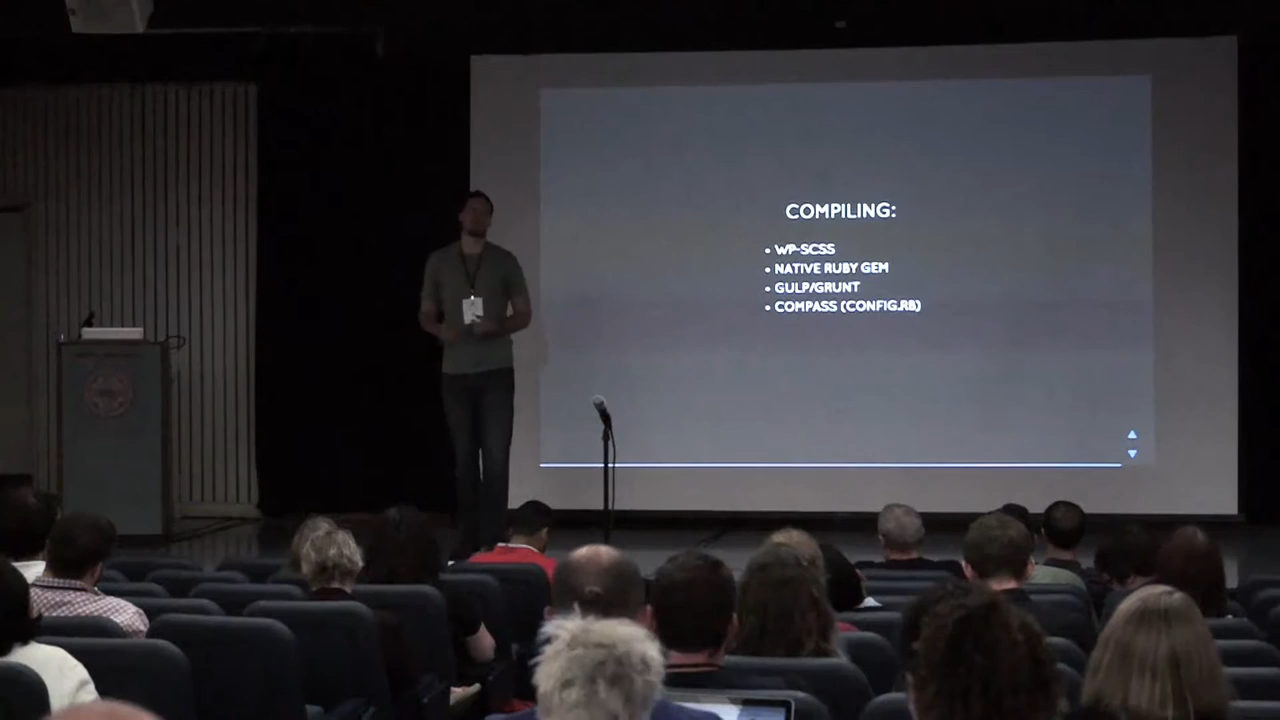 COMPILING:
• WP-SCSS
• NATIVE RUBY GEM
• GULP/GRUNT
• COMPASS (CONFIG.RB)